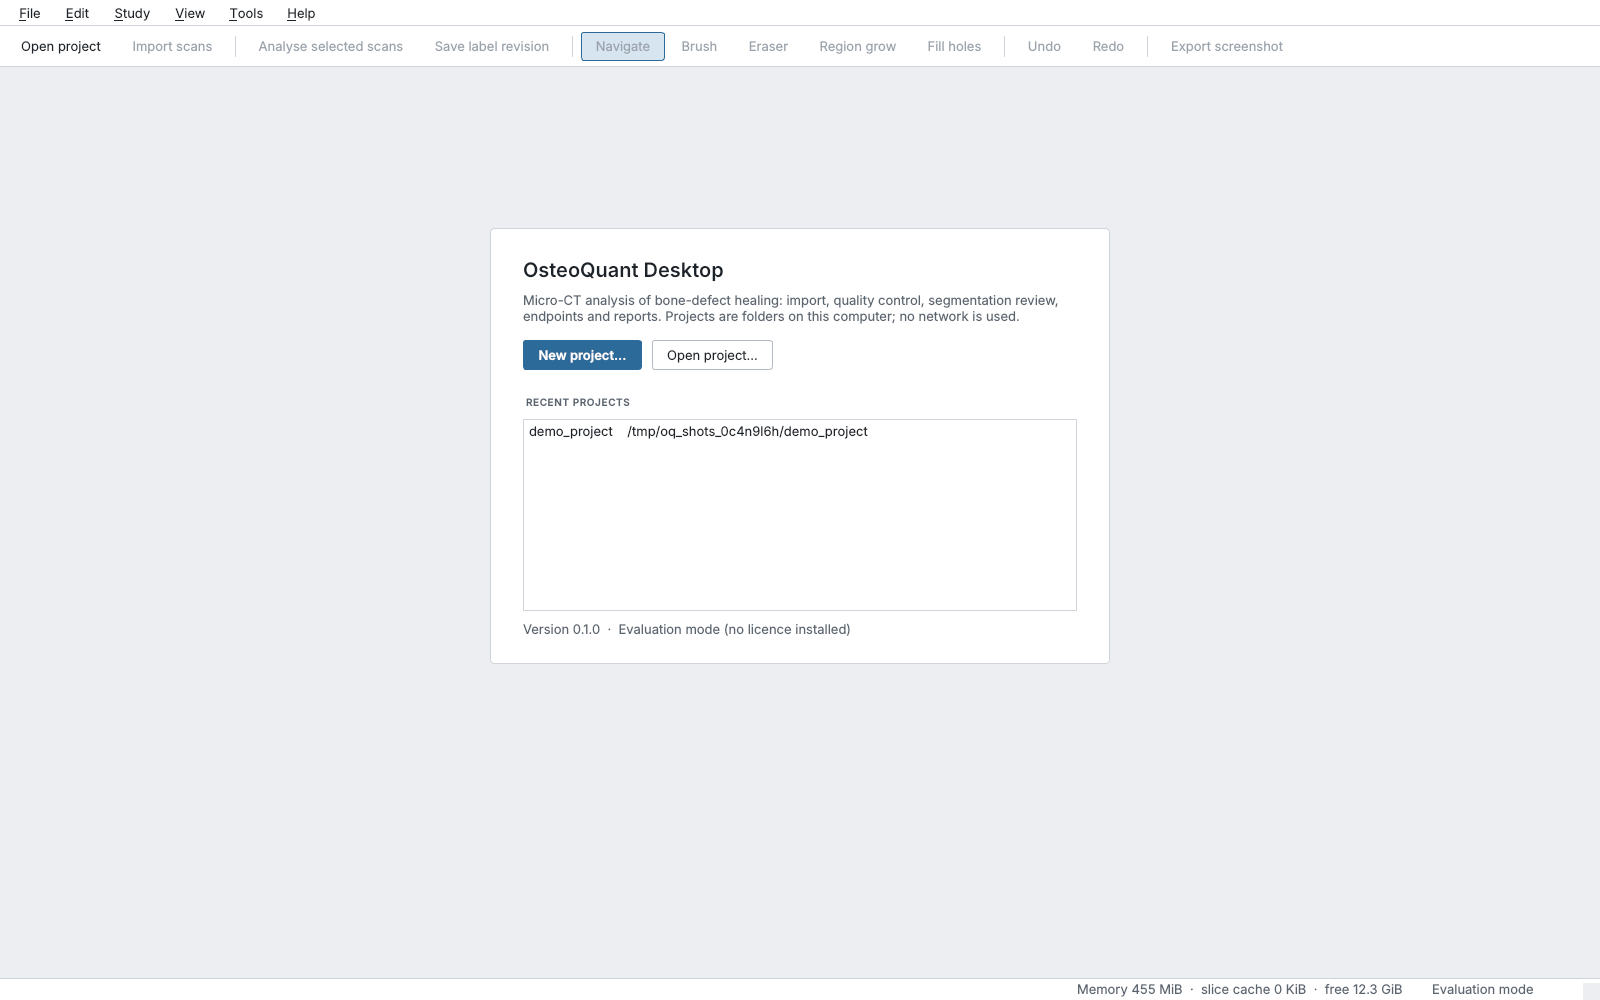 File Edit Study View Tools Help
Open project Import scans Analyse selected scans Save label revision Navigate Brush Eraser Region grow Fill holes Undo Redo Export screenshot
OsteoQuant Desktop
Micro-CT analysis of bone-defect healing: import, quality control, segmentation review,
endpoints and reports. Projects are folders on this computer; no network is used.
New project... Open project...
RECENT PROJECTS
demo_project /tmp/oq_shots_0c4n9l6h/demo_project
Version 0.1.0 · Evaluation mode (no licence installed)
Memory 455 MiB · slice cache 0 KiB · free 12.3 GiB Evaluation mode